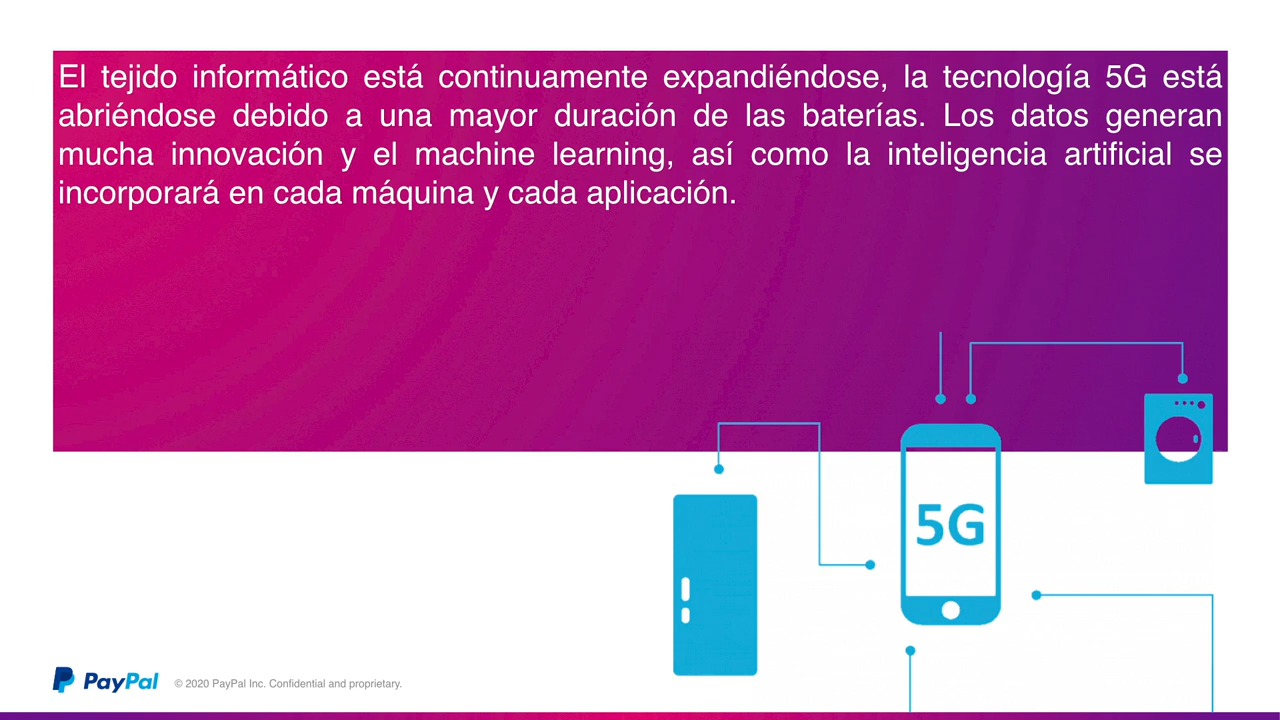 El tejido informático está continuamente expandiéndose, la tecnología 5G está
abriéndose debido a una mayor duración de las baterías. Los datos generan
mucha innovación y el machine learning, así como la inteligencia artificial se
incorporará en cada máquina y cada aplicación.
5G
PayPal © 2020 PayPal Inc. Confidential and proprietary.